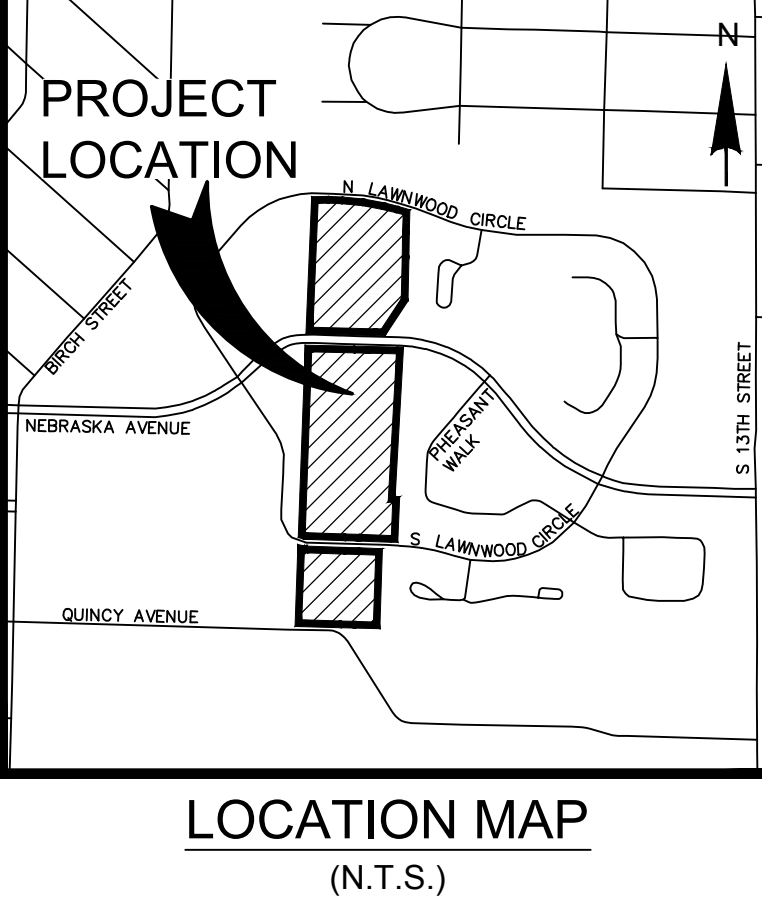 N
PROJECT
LOCATION
N LAWNWOOD CIRCLE
BIRCH STREET
S 13TH STREET
NEBRASKA AVENUE
PHEASANT
WALK
S LAWNWOOD CIRCLE
QUINCY AVENUE
LOCATION MAP
(N.T.S.)